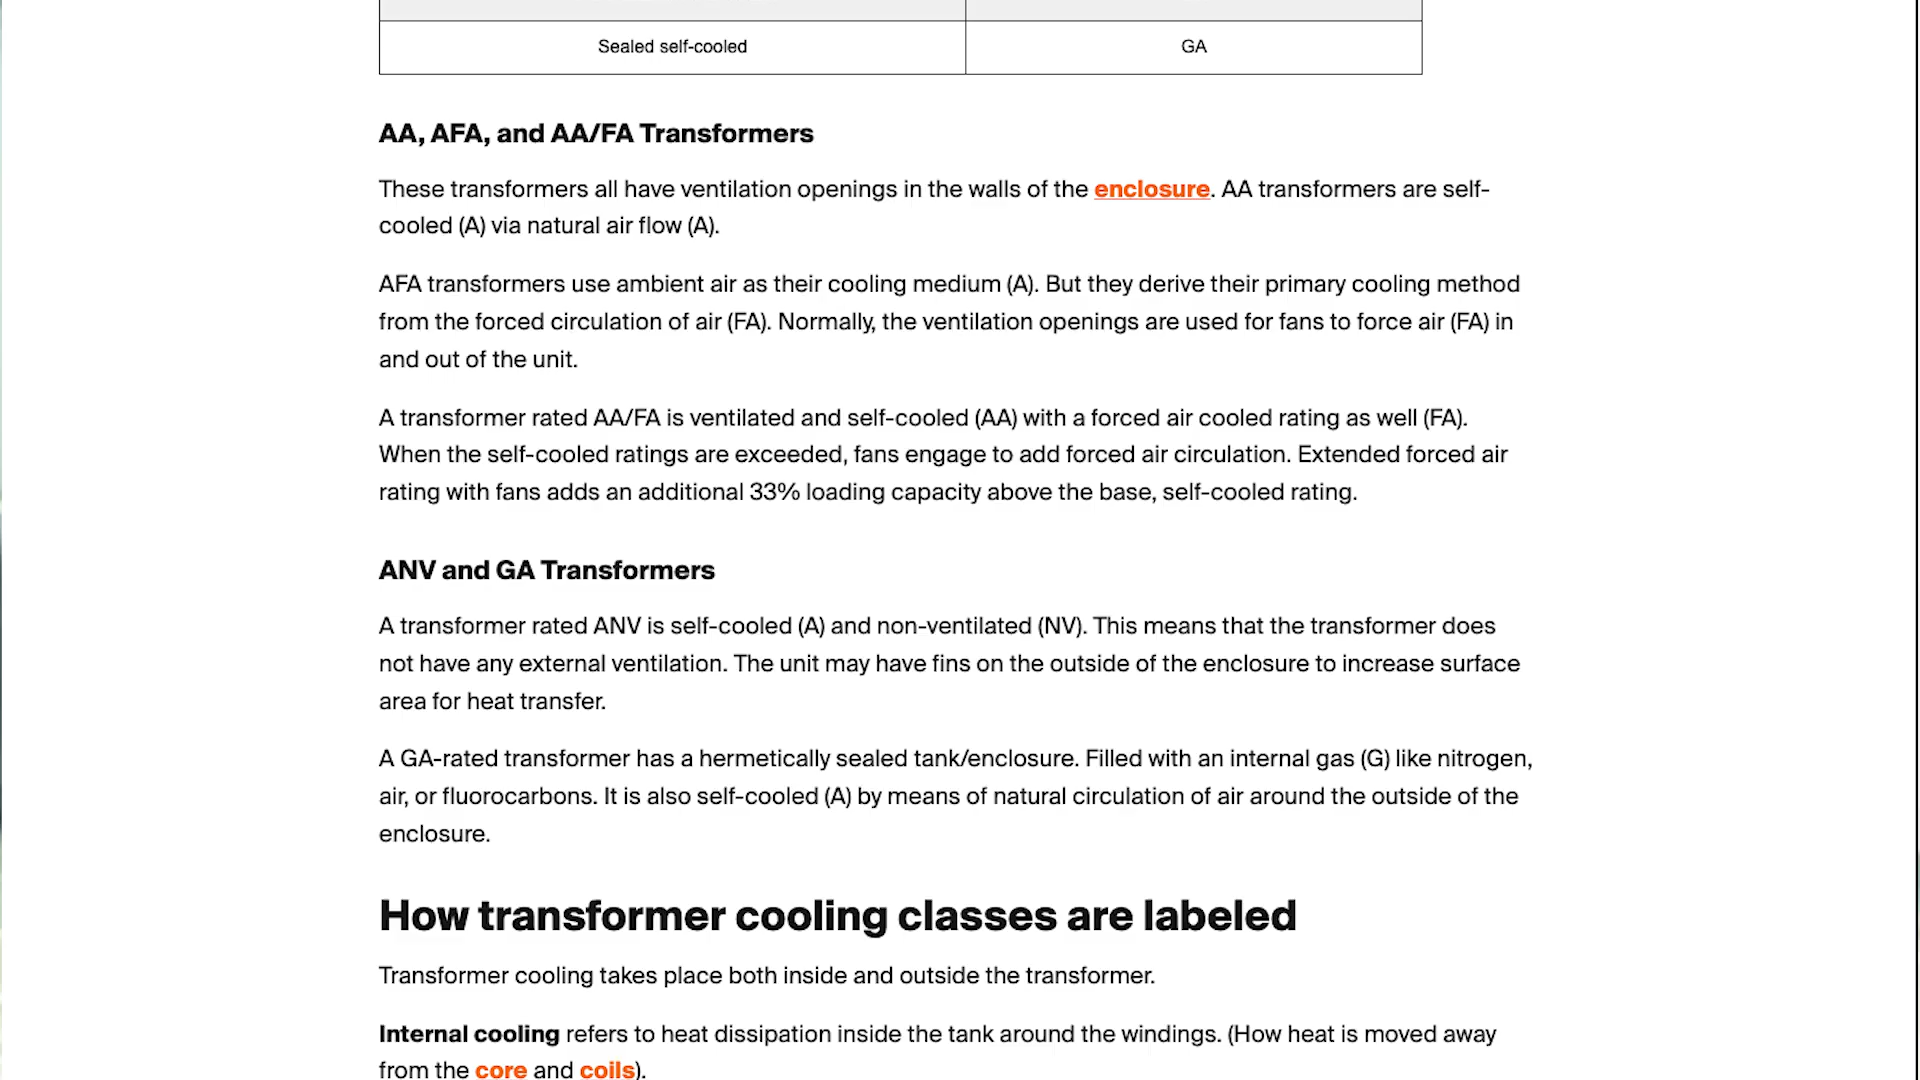 Sealed self-cooled GA
AA, AFA, and AA/FA Transformers
These transformers all have ventilation openings in the walls of the enclosure. AA transformers are self-
cooled (A) via natural air flow (A).
AFA transformers use ambient air as their cooling medium (A). But they derive their primary cooling method
from the forced circulation of air (FA). Normally, the ventilation openings are used for fans to force air (FA) in
and out of the unit.
A transformer rated AA/FA is ventilated and self-cooled (AA) with a forced air cooled rating as well (FA).
When the self-cooled ratings are exceeded, fans engage to add forced air circulation. Extended forced air
rating with fans adds an additional 33% loading capacity above the base, self-cooled rating.
ANV and GA Transformers
A transformer rated ANV is self-cooled (A) and non-ventilated (NV). This means that the transformer does
not have any external ventilation. The unit may have fins on the outside of the enclosure to increase surface
area for heat transfer.
A GA-rated transformer has a hermetically sealed tank/enclosure. Filled with an internal gas (G) like nitrogen,
air, or fluorocarbons. It is also self-cooled (A) by means of natural circulation of air around the outside of the
enclosure.
How transformer cooling classes are labeled
Transformer cooling takes place both inside and outside the transformer.
Internal cooling refers to heat dissipation inside the tank around the windings. (How heat is moved away
from the core and coils).